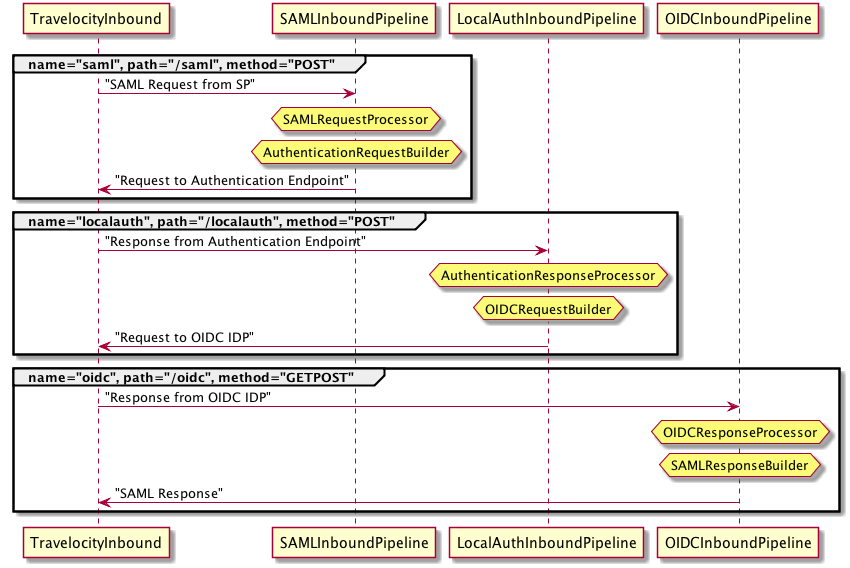 TravelocityInbound SAMLInboundPipeline LocalAuthInboundPipeline OIDCInboundPipeline
name="saml", path="/saml", method="POST"
"SAML Request from SP"
SAMLRequestProcessor
AuthenticationRequestBuilder
"Request to Authentication Endpoint"
name="localauth", path="/localauth", method="POST"
"Response from Authentication Endpoint"
AuthenticationResponseProcessor
OIDCRequestBuilder
"Request to OIDC IDP"
name="oidc", path="/oidc", method="GETPOST"
"Response from OIDC IDP"
OIDCResponseProcessor
SAMLResponseBuilder
"SAML Response"
TravelocityInbound SAMLInboundPipeline LocalAuthInboundPipeline OIDCInboundPipeline